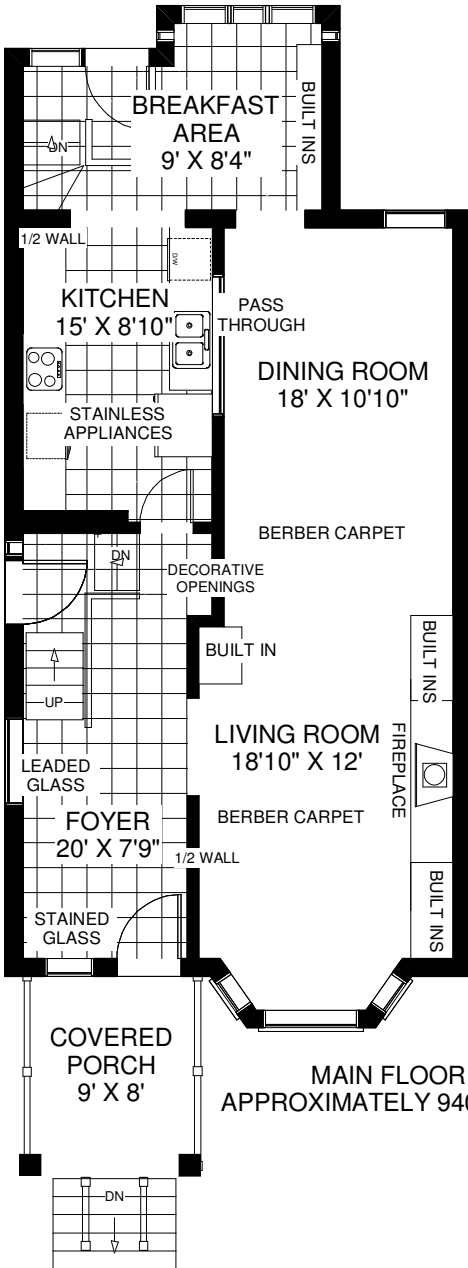 BREAKFAST
AREA
9' X 8'4"
BUILT INS
DN
1/2 WALL
D/W
KITCHEN
15' X 8'10"
PASS
THROUGH
DINING ROOM
18' X 10'10"
STAINLESS
APPLIANCES
BERBER CARPET
DN
DECORATIVE
OPENINGS
BUILT IN
BUILT INS
UP
LIVING ROOM
18'10" X 12'
FIREPLACE
LEADED
GLASS
FOYER
20' X 7'9"
BERBER CARPET
1/2 WALL
BUILT INS
STAINED
GLASS
COVERED
PORCH
9' X 8'
MAIN FLOOR
APPROXIMATELY 940
DN